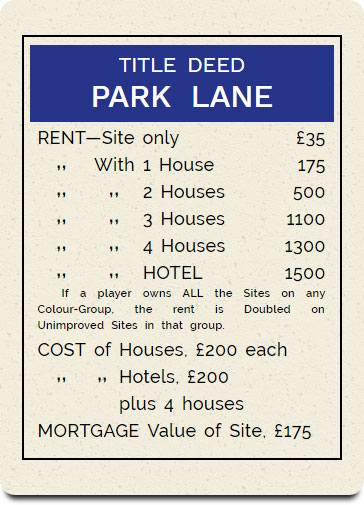 TITLE DEED
PARK LANE
RENT—Site only £35
,, With 1 House 175
,, ,, 2 Houses 500
,, ,, 3 Houses 1100
,, ,, 4 Houses 1300
,, ,, HOTEL 1500
If a player owns ALL the Sites on any
Colour-Group, the rent is Doubled on
Unimproved Sites in that group.
COST of Houses, £200 each
,, ,, Hotels, £200
plus 4 houses
MORTGAGE Value of Site, £175